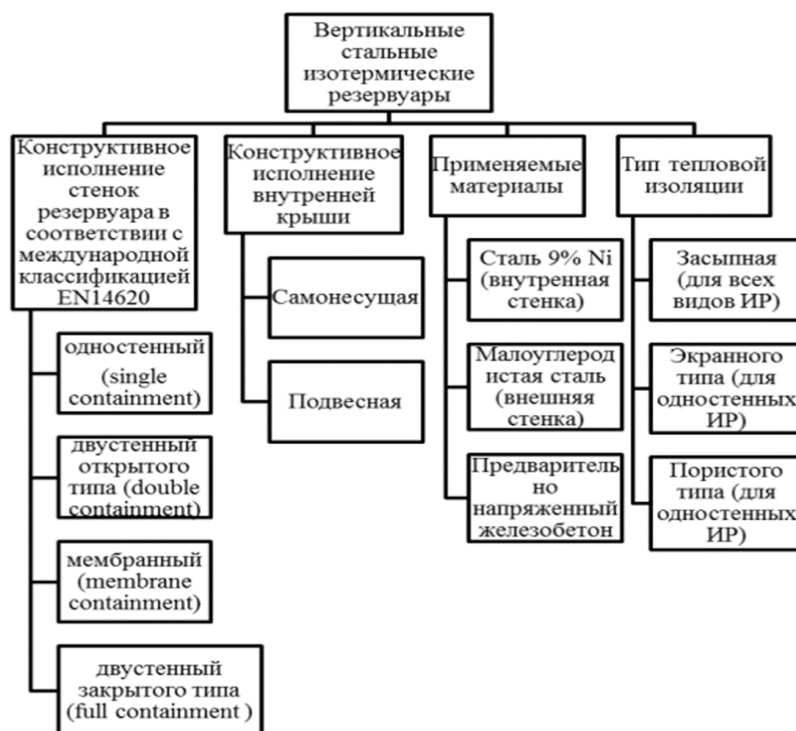 Вертикальные
стальные
изотермические
резервуары
Конструктивное
исполнение
стенок
резервуара в
соответствии с
международной
классификацией
EN14620
одностенный
(single
containment)
двустенный
открытого
типа (double
containment)
мембранный
(membrane
containment)
двустенный
закрытого типа
(full containment )
Конструктивное
исполнение
внутренней
крыши
Самонесущая
Подвесная
Применяемые
материалы
Сталь 9% Ni
(внутренная
стенка)
Малоуглерод
истая сталь
(внешняя
стенка)
Предваритель
но
напряженный
железобетон
Тип тепловой
изоляции
Засыпная
(для всех
видов ИР)
Экранного
типа (для
одностенных
ИР)
Пористого
типа (для
одностенных
ИР)